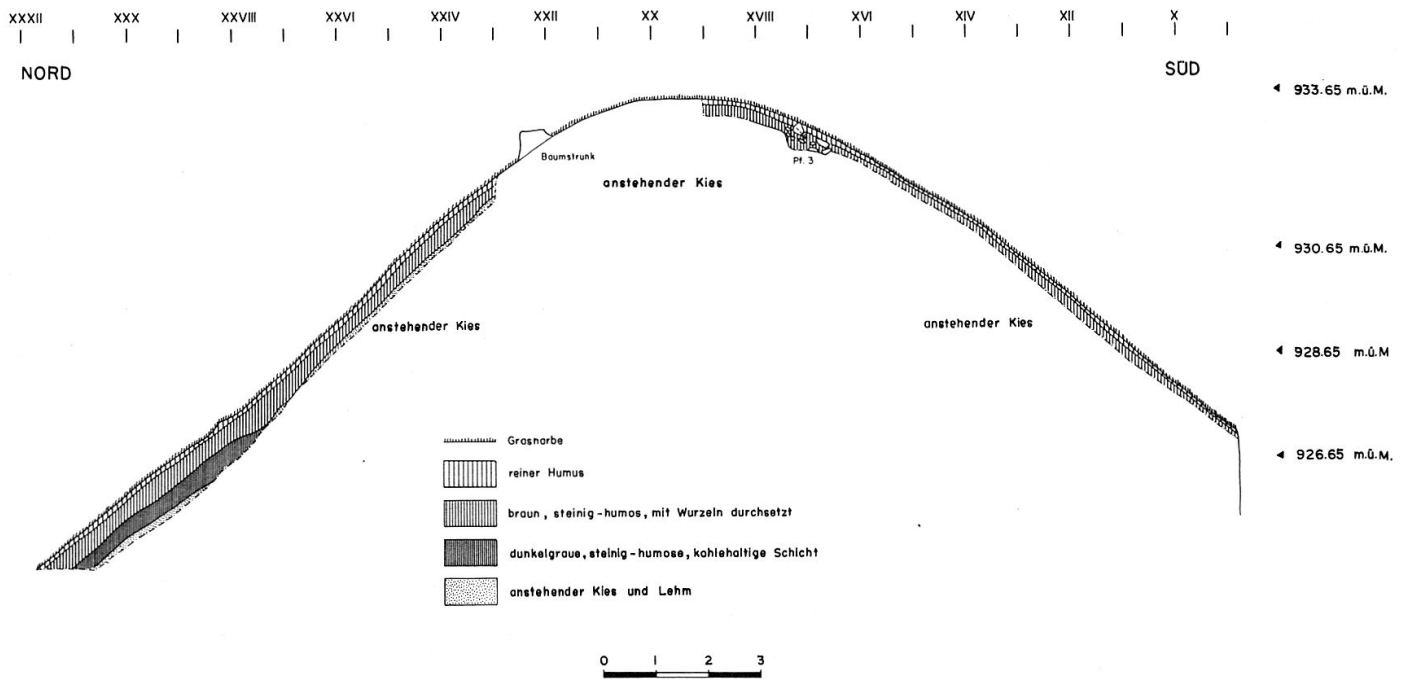 XXXII XXX XXVIII XXVI XXIV XXII XX XVIII XVI XIV XII X
NORD SÜD
933.65 m.ü.M.
Baumstrunk
Pf. 3
anstehender Kies
930.65 m.ü.M.
anstehender Kies anstehender Kies
928.65 m.ü.M
Grasnarbe
926.65 m.ü.M.
reiner Humus
braun, steinig-humos, mit Wurzeln durchsetzt
dunkelgraue, steinig-humose, kohlehaltige Schicht
anstehender Kies und Lehm
0 1 2 3